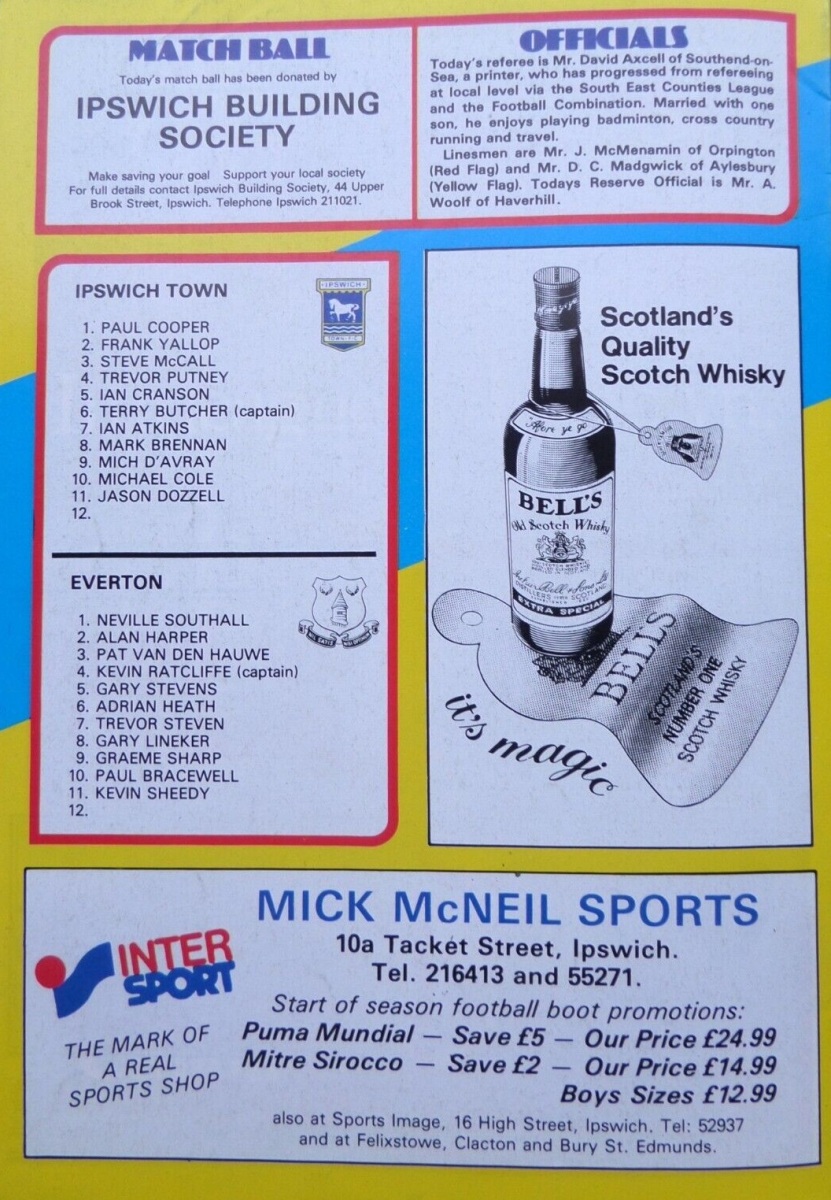 MATCH BALL
Today's match ball has been donated by
IPSWICH BUILDING
SOCIETY
Make saving your goal Support your local society
For full details contact Ipswich Building Society, 44 Upper
Brook Street, Ipswich. Telephone Ipswich 211021.
OFFICIALS
Today's referee is Mr. David Axcell of Southend-on-
Sea, a printer, who has progressed from refereeing
at local level via the South East Counties League
and the Football Combination. Married with one
son, he enjoys playing badminton, cross country
running and travel.
Linesmen are Mr. J. McMenamin of Orpington
(Red Flag) and Mr. D. C. Madgwick of Aylesbury
(Yellow Flag). Todays Reserve Official is Mr. A.
Woolf of Haverhill.
IPSWICH TOWN
IPSWICH
TOWN F.C.
1. PAUL COOPER
2. FRANK YALLOP
3. STEVE McCALL
4. TREVOR PUTNEY
5. IAN CRANSON
6. TERRY BUTCHER (captain)
7. IAN ATKINS
8. MARK BRENNAN
9. MICH D'AVRAY
10. MICHAEL COLE
11. JASON DOZZELL
12.
EVERTON
1. NEVILLE SOUTHALL
2. ALAN HARPER
3. PAT VAN DEN HAUWE
4. KEVIN RATCLIFFE (captain)
5. GARY STEVENS
6. ADRIAN HEATH
7. TREVOR STEVEN
8. GARY LINEKER
9. GRAEME SHARP
10. PAUL BRACEWELL
11. KEVIN SHEEDY
12.
Scotland's
Quality
Scotch Whisky
Afore ye go
BELL'S
Old Scotch Whisky
Arthur Bell & Sons Ltd
DISTILLERS SCOTLAND
EXTRA SPECIAL
BELL'S
SCOTLAND'S
NUMBER ONE
SCOTCH WHISKY
it's magic
INTER
SPORT
THE MARK OF
A REAL
SPORTS SHOP
MICK McNEIL SPORTS
10a Tacket Street, Ipswich.
Tel. 216413 and 55271.
Start of season football boot promotions:
Puma Mundial — Save £5 — Our Price £24.99
Mitre Sirocco — Save £2 — Our Price £14.99
Boys Sizes £12.99
also at Sports Image, 16 High Street, Ipswich. Tel: 52937
and at Felixstowe, Clacton and Bury St. Edmunds.